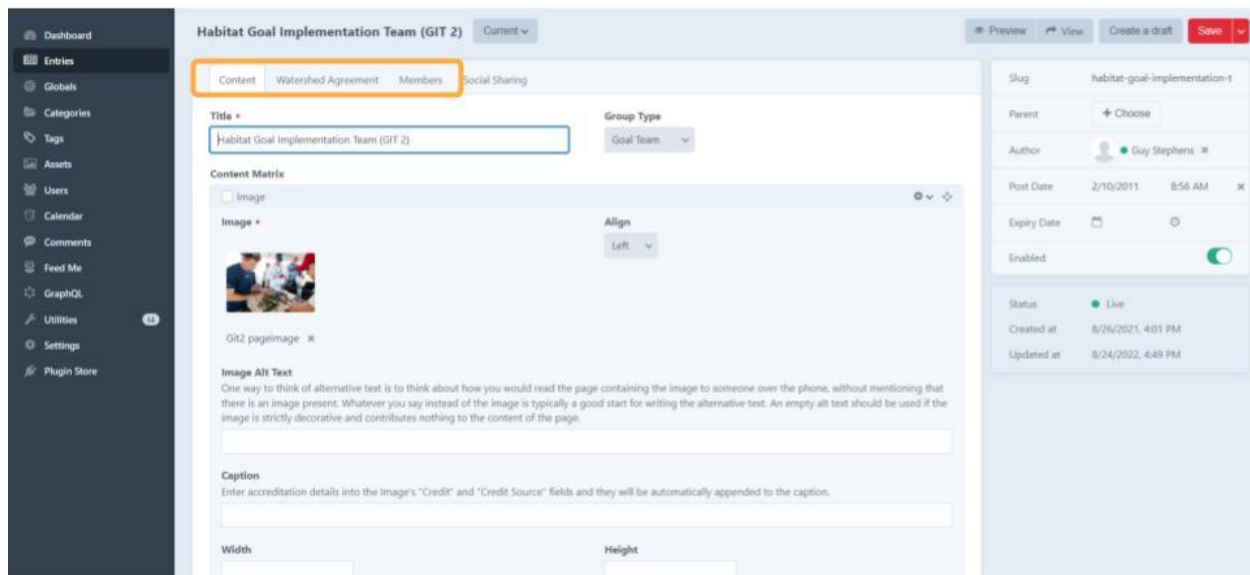 Dashboard
Entries
Globals
Categories
Tags
Assets
Users
Calendar
Comments
Feed Me
GraphQL
Utilities
14
Settings
Plugin Store
Habitat Goal Implementation Team (GIT 2)
Current
Preview
View
Create a draft
Save
Content Watershed Agreement Members Social Sharing
Title *
Habitat Goal Implementation Team (GIT 2)
Group Type
Goal Team
Content Matrix
Image
Image *
Align
Left
Git2 pageimage
Image Alt Text
One way to think of alternative text is to think about how you would read the page containing the image to someone over the phone, without mentioning that
there is an image present. Whatever you say instead of the image is typically a good start for writing the alternative text. An empty alt text should be used if the
image is strictly decorative and contributes nothing to the content of the page.
Caption
Enter accreditation details into the Image's "Credit" and "Credit Source" fields and they will be automatically appended to the caption.
Width
Height
Slug habitat-goal-implementation-t
Parent + Choose
Author Guy Stephens
Post Date 2/10/2011 8:56 AM
Expiry Date
Enabled
Status Live
Created at 8/26/2021, 4:01 PM
Updated at 8/24/2022, 4:49 PM